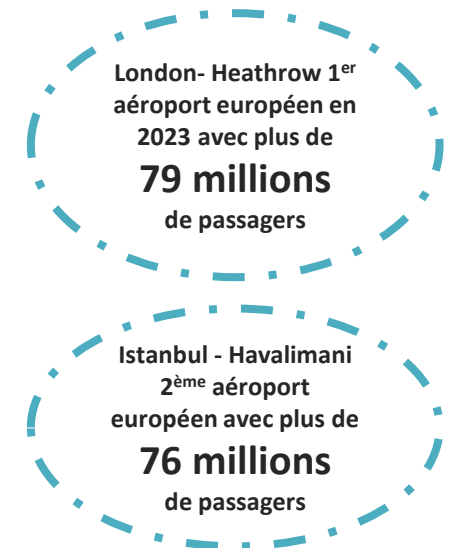 London- Heathrow 1er
aéroport européen en
2023 avec plus de
79 millions
de passagers
Istanbul - Havalimani
2ème aéroport
européen avec plus de
76 millions
de passagers